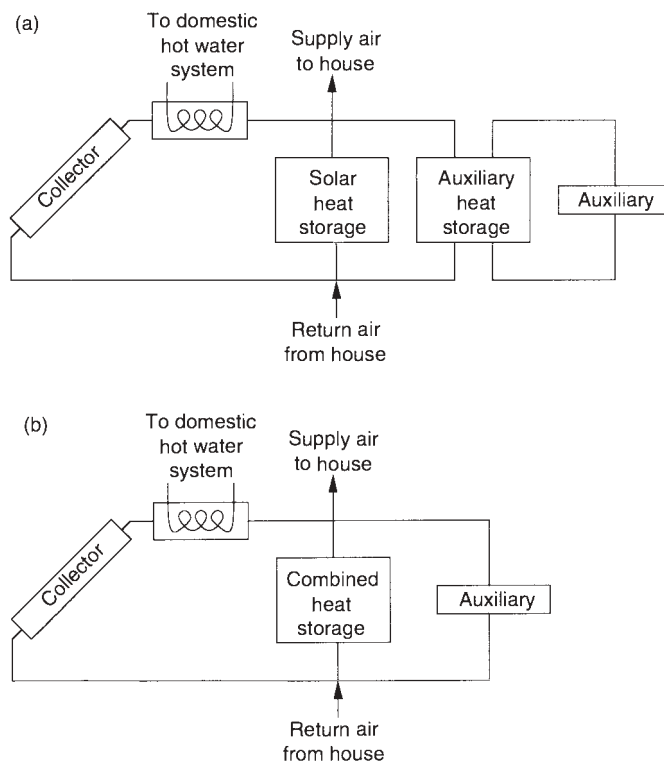 (a)
To domestic
hot water
system
Supply air
to house
Collector
Solar
heat
storage
Auxiliary
heat
storage
Auxiliary
Return air
from house
(b)
To domestic
hot water
system
Supply air
to house
Collector
Combined
heat
storage
Auxiliary
Return air
from house